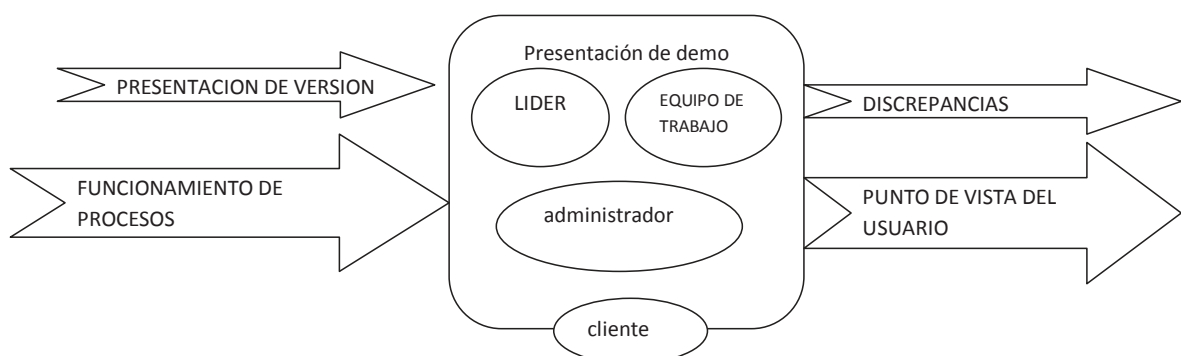 Presentación de demo
PRESENTACION DE VERSION
LIDER
EQUIPO DE
TRABAJO
DISCREPANCIAS
FUNCIONAMIENTO DE
PROCESOS
administrador
PUNTO DE VISTA DEL
USUARIO
cliente